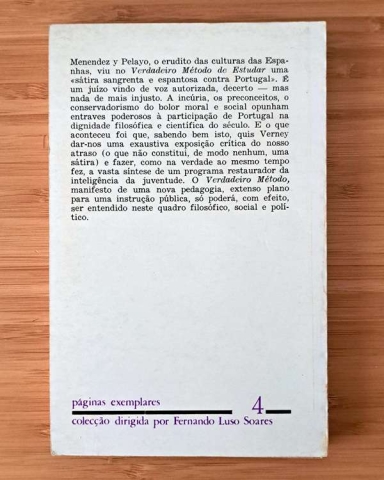 Menendez y Pelayo, o erudito das culturas das Espa-
nhas, viu no Verdadeiro Método de Estudar uma
«sátira sangrenta e espantosa contra Portugal». É
um juízo vindo de voz autorizada, decerto — mas
nada de mais injusto. A incúria, os preconceitos, o
conservadorismo do bolor moral e social opunham
entraves poderosos à participação de Portugal na
dignidade filosófica e científica do século. E o que
aconteceu foi que, sabendo bem isto, quis Verney
dar-nos uma exaustiva exposição crítica do nosso
atraso (o que não constitui, de modo nenhum, uma
sátira) e fazer, como na verdade ao mesmo tempo
fez, a vasta síntese de um programa restaurador da
inteligência da juventude. O Verdadeiro Método,
manifesto de uma nova pedagogia, extenso plano
para uma instrução pública, só poderá, com efeito,
ser entendido neste quadro filosófico, social e polí-
tico.
páginas exemplares 4
colecção dirigida por Fernando Luso Soares